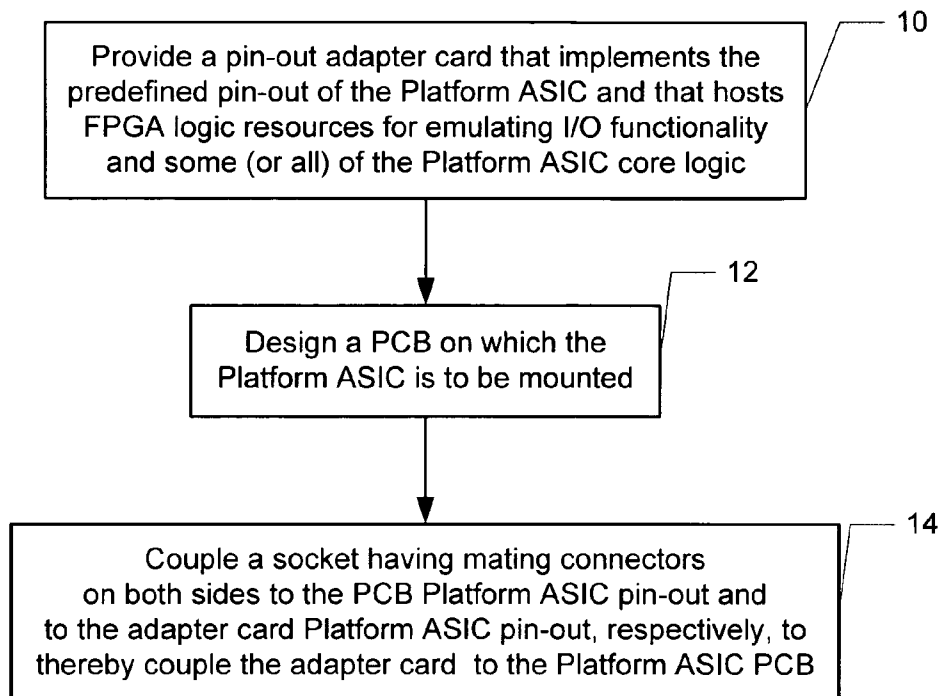 10
Provide a pin-out adapter card that implements the
predefined pin-out of the Platform ASIC and that hosts
FPGA logic resources for emulating I/O functionality
and some (or all) of the Platform ASIC core logic
12
Design a PCB on which the
Platform ASIC is to be mounted
14
Couple a socket having mating connectors
on both sides to the PCB Platform ASIC pin-out and
to the adapter card Platform ASIC pin-out, respectively, to
thereby couple the adapter card to the Platform ASIC PCB